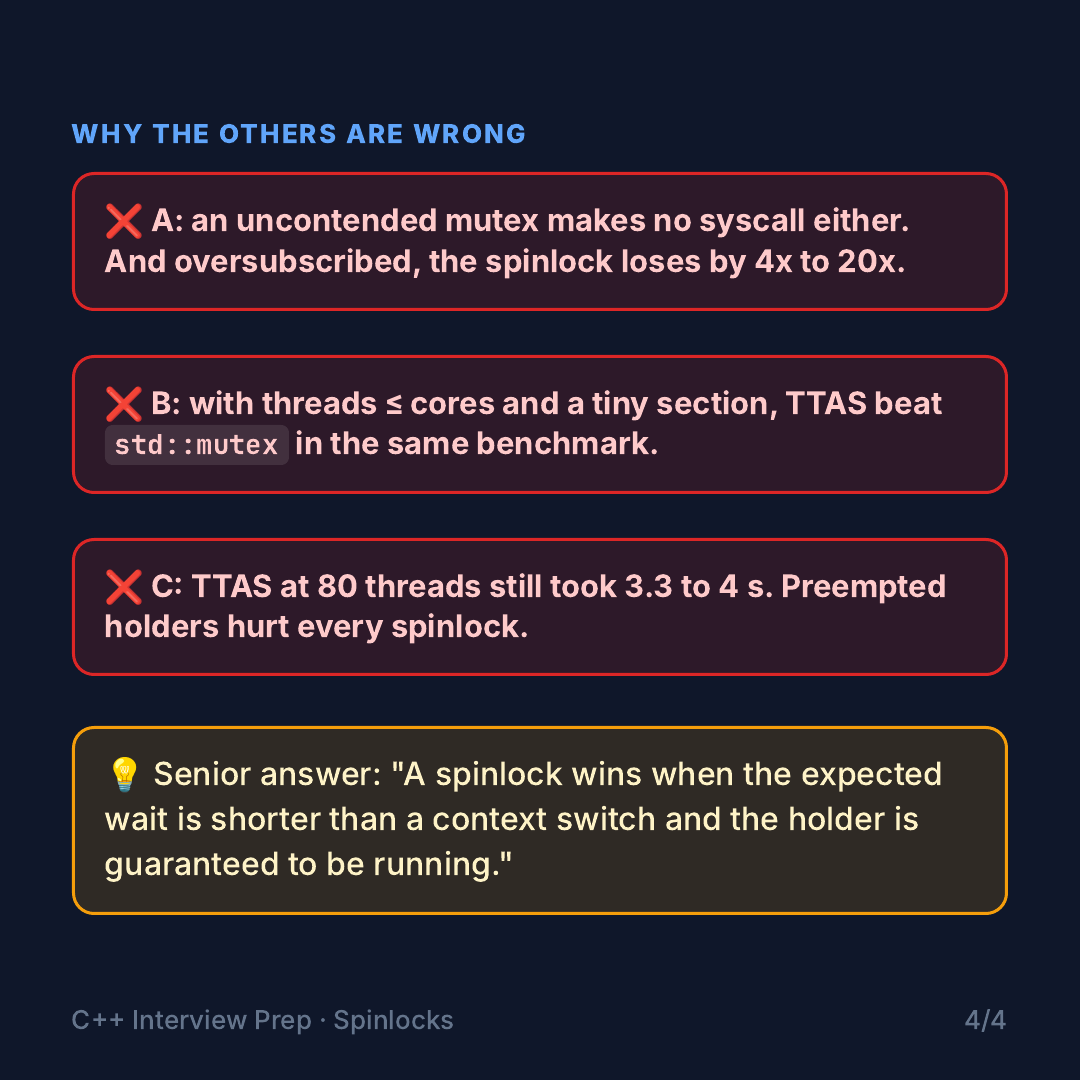 WHY THE OTHERS ARE WRONG
❌ A: an uncontended mutex makes no syscall either.
And oversubscribed, the spinlock loses by 4x to 20x.
❌ B: with threads ≤ cores and a tiny section, TTAS beat
std::mutex in the same benchmark.
❌ C: TTAS at 80 threads still took 3.3 to 4 s. Preempted
holders hurt every spinlock.
💡 Senior answer: "A spinlock wins when the expected
wait is shorter than a context switch and the holder is
guaranteed to be running."
C++ Interview Prep · Spinlocks
4/4